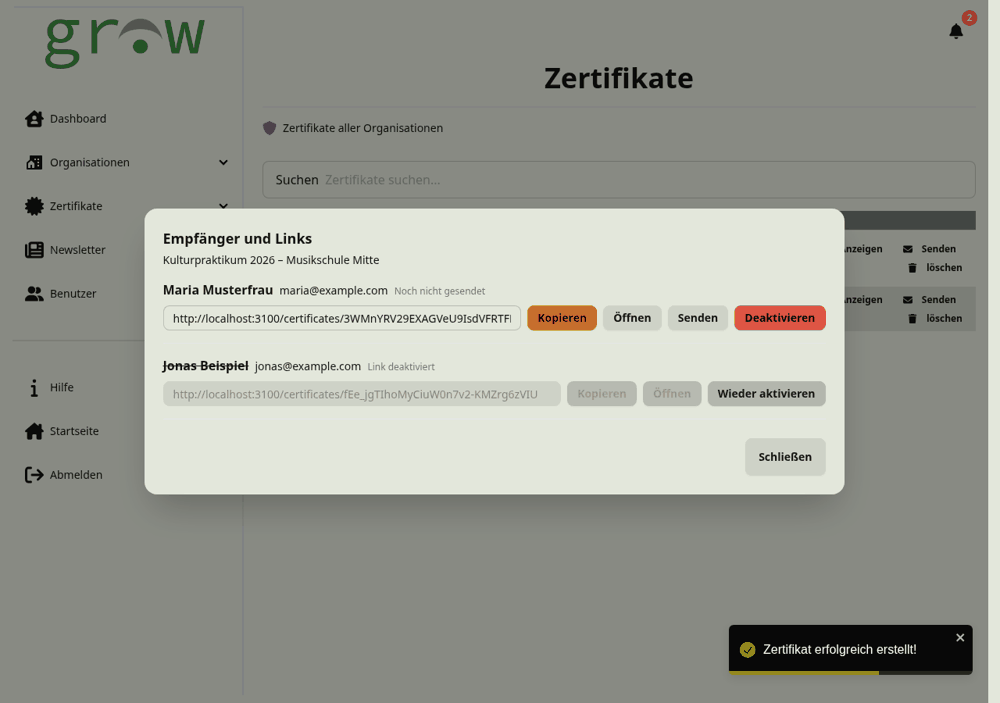 grow
2
Dashboard
Organisationen
Zertifikate
Newsletter
Benutzer
Hilfe
Startseite
Abmelden
Zertifikate
Zertifikate aller Organisationen
Suchen Zertifikate suchen...
Senden
löschen
Senden
löschen
Empfänger und Links
Kulturpraktikum 2026 – Musikschule Mitte
Maria Musterfrau maria@example.com Noch nicht gesendet
http://localhost:3100/certificates/3WMnYRV29EXAGVeU9IsdVFRTF Kopieren Öffnen Senden Deaktivieren
Jonas Beispiel jonas@example.com Link deaktiviert
http://localhost:3100/certificates/fEe_jgTIhoMyCiuW0n7v2-KMZrg6zVIU Kopieren Öffnen Wieder aktivieren
Schließen
Zertifikat erfolgreich erstellt!